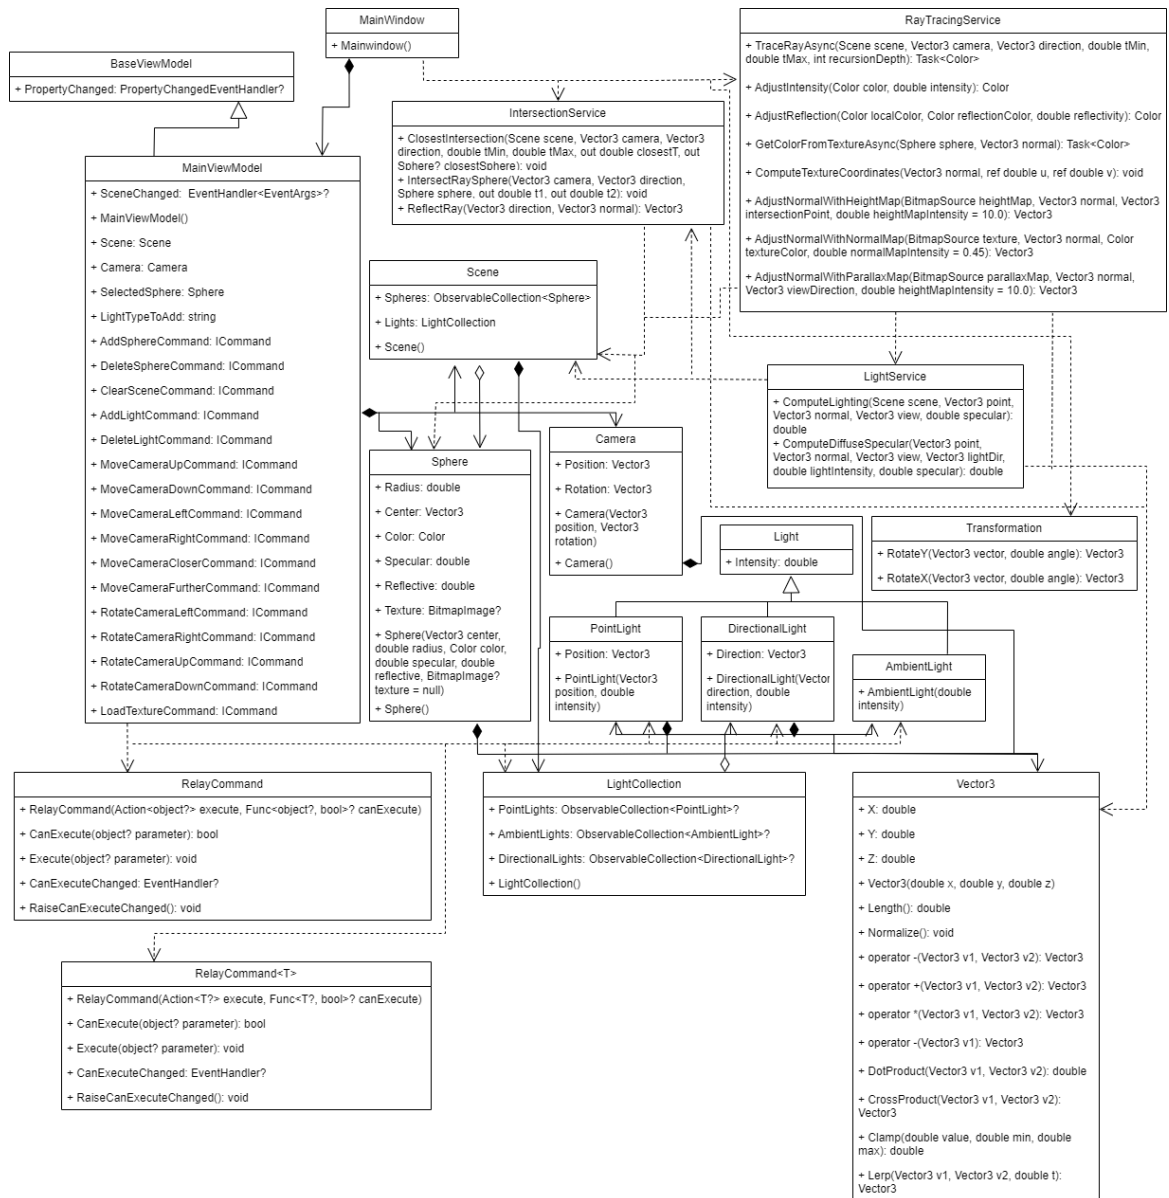 MainWindow
+ Mainwindow()
BaseViewModel
+ PropertyChanged: PropertyChangedEventHandler?
RayTracingService
+ TraceRayAsync(Scene scene, Vector3 camera, Vector3 direction, double tMin,
double tMax, int recursionDepth): Task<Color>
+ AdjustIntensity(Color color, double intensity): Color
+ AdjustReflection(Color localColor, Color reflectionColor, double reflectivity): Color
+ GetColorFromTextureAsync(Sphere sphere, Vector3 normal): Task<Color>
+ ComputeTextureCoordinates(Vector3 normal, ref double u, ref double v): void
+ AdjustNormalWithHeightMap(BitmapSource heightMap, Vector3 normal, Vector3
intersectionPoint, double heightMapIntensity = 10.0): Vector3
+ AdjustNormalWithNormalMap(BitmapSource texture, Vector3 normal, Color
textureColor, double normalMapIntensity = 0.45): Vector3
+ AdjustNormalWithParallaxMap(BitmapSource parallaxMap, Vector3 normal,
Vector3 viewDirection, double heightMapIntensity = 10.0): Vector3
IntersectionService
+ ClosestIntersection(Scene scene, Vector3 camera, Vector3
direction, double tMin, double tMax, out double closestT, out
Sphere? closestSphere): void
+ IntersectRaySphere(Vector3 camera, Vector3 direction,
Sphere sphere, out double t1, out double t2): void
+ ReflectRay(Vector3 direction, Vector3 normal): Vector3
MainViewModel
+ SceneChanged:  EventHandler<EventArgs>?
+ MainViewModel()
+ Scene: Scene
+ Camera: Camera
+ SelectedSphere: Sphere
+ LightTypeToAdd: string
+ AddSphereCommand: ICommand
+ DeleteSphereCommand: ICommand
+ ClearSceneCommand: ICommand
+ AddLightCommand: ICommand
+ DeleteLightCommand: ICommand
+ MoveCameraUpCommand: ICommand
+ MoveCameraDownCommand: ICommand
+ MoveCameraLeftCommand: ICommand
+ MoveCameraRightCommand: ICommand
+ MoveCameraCloserCommand: ICommand
+ MoveCameraFurtherCommand: ICommand
+ RotateCameraLeftCommand: ICommand
+ RotateCameraRightCommand: ICommand
+ RotateCameraUpCommand: ICommand
+ RotateCameraDownCommand: ICommand
+ LoadTextureCommand: ICommand
Scene
+ Spheres: ObservableCollection<Sphere>
+ Lights: LightCollection
+ Scene()
LightService
+ ComputeLighting(Scene scene, Vector3 point,
Vector3 normal, Vector3 view, double specular):
double
+ ComputeDiffuseSpecular(Vector3 point,
Vector3 normal, Vector3 view, Vector3 lightDir,
double lightIntensity, double specular): double
Sphere
+ Radius: double
+ Center: Vector3
+ Color: Color
+ Specular: double
+ Reflective: double
+ Texture: BitmapImage?
+ Sphere(Vector3 center,
double radius, Color color,
double specular, double
reflective, BitmapImage?
texture = null)
+ Sphere()
Camera
+ Position: Vector3
+ Rotation: Vector3
+ Camera(Vector3
position, Vector3
rotation)
+ Camera()
Light
+ Intensity: double
Transformation
+ RotateY(Vector3 vector, double angle): Vector3
+ RotateX(Vector3 vector, double angle): Vector3
PointLight
+ Position: Vector3
+ PointLight(Vector3
position, double
intensity)
DirectionalLight
+ Direction: Vector3
+ DirectionalLight(Vector
direction, double
intensity)
AmbientLight
+ AmbientLight(double
intensity)
RelayCommand
+ RelayCommand(Action<object?> execute, Func<object?, bool>? canExecute)
+ CanExecute(object? parameter): bool
+ Execute(object? parameter): void
+ CanExecuteChanged: EventHandler?
+ RaiseCanExecuteChanged(): void
LightCollection
+ PointLights: ObservableCollection<PointLight>?
+ AmbientLights: ObservableCollection<AmbientLight>?
+ DirectionalLights: ObservableCollection<DirectionalLight>?
+ LightCollection()
Vector3
+ X: double
+ Y: double
+ Z: double
+ Vector3(double x, double y, double z)
+ Length(): double
+ Normalize(): void
+ operator -(Vector3 v1, Vector3 v2): Vector3
+ operator +(Vector3 v1, Vector3 v2): Vector3
+ operator *(Vector3 v1, Vector3 v2): Vector3
+ operator -(Vector3 v1): Vector3
+ DotProduct(Vector3 v1, Vector3 v2): double
+ CrossProduct(Vector3 v1, Vector3 v2):
Vector3
+ Clamp(double value, double min, double
max): double
+ Lerp(Vector3 v1, Vector3 v2, double t):
Vector3
RelayCommand<T>
+ RelayCommand(Action<T?> execute, Func<T?, bool>? canExecute)
+ CanExecute(object? parameter): bool
+ Execute(object? parameter): void
+ CanExecuteChanged: EventHandler?
+ RaiseCanExecuteChanged(): void